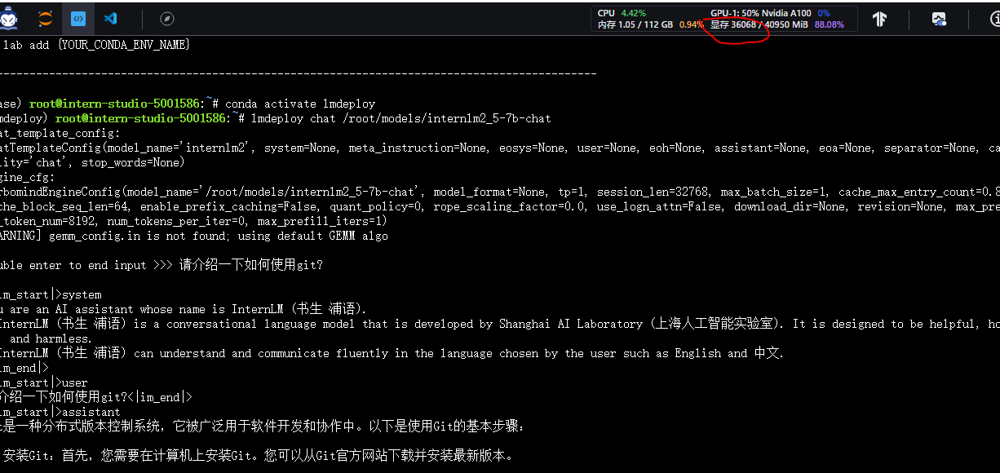 CPU 4.42% GPU-1: 50% Nvidia A100 0%
内存 1.05 / 112 GB 0.94% 显存 36068 / 40950 MiB 88.08%
lab add {YOUR_CONDA_ENV_NAME}
--------------------------------------------------------------------------------------------
ase) root@intern-studio-5001586:~# conda activate lmdeploy
mdeploy) root@intern-studio-5001586:~# lmdeploy chat /root/models/internlm2_5-7b-chat
at_template_config:
atTemplateConfig(model_name='internlm2', system=None, meta_instruction=None, eosys=None, user=None, eoh=None, assistant=None, eoa=None, separator=None, ca
lity='chat', stop_words=None)
gine_cfg:
rbomindEngineConfig(model_name='/root/models/internlm2_5-7b-chat', model_format=None, tp=1, session_len=32768, max_batch_size=1, cache_max_entry_count=0.8
che_block_seq_len=64, enable_prefix_caching=False, quant_policy=0, rope_scaling_factor=0.0, use_logn_attn=False, download_dir=None, revision=None, max_pre
_token_num=8192, num_tokens_per_iter=0, max_prefill_iters=1)
ARNING] gemm_config.in is not found; using default GEMM algo
uble enter to end input >>> 请介绍一下如何使用git?
im_start|>system
u are an AI assistant whose name is InternLM (书生·浦语).
InternLM (书生·浦语) is a conversational language model that is developed by Shanghai AI Laboratory (上海人工智能实验室). It is designed to be helpful, ho
and harmless.
InternLM (书生·浦语) can understand and communicate fluently in the language chosen by the user such as English and 中文.
im_end|>
im_start|>user
介绍一下如何使用git?<|im_end|>
im_start|>assistant
t是一种分布式版本控制系统，它被广泛用于软件开发和协作中。以下是使用Git的基本步骤：
安装Git：首先，您需要在计算机上安装Git。您可以从Git官方网站下载并安装最新版本。